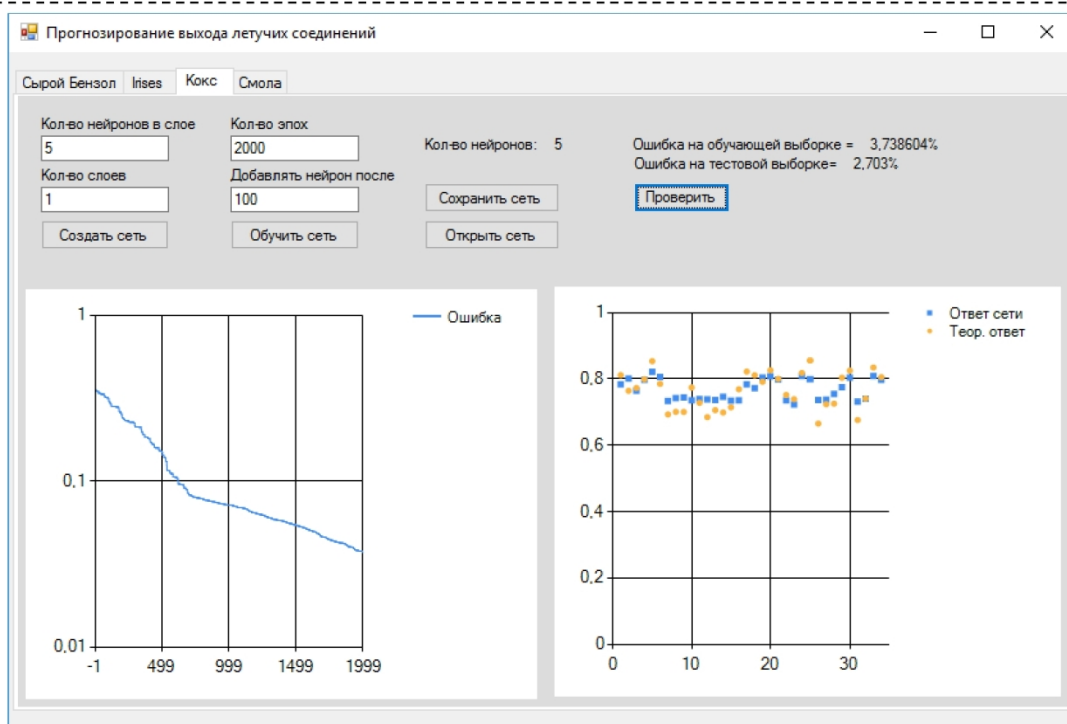 Прогнозирование выхода летучих соединений
Сырой Бензол Irises Кокс Смола
Кол-во нейронов в слое Кол-во эпох
5 2000 Кол-во нейронов: 5 Ошибка на обучающей выборке = 3,738604%
Ошибка на тестовой выборке= 2,703%
Кол-во слоев Добавлять нейрон после
1 100 Сохранить сеть Проверить
Создать сеть Обучить сеть Открыть сеть
1 Ошибка
0,1
0,01
-1 499 999 1499 1999
1 Ответ сети
Теор. ответ
0,8
0,6
0,4
0,2
0
0 10 20 30